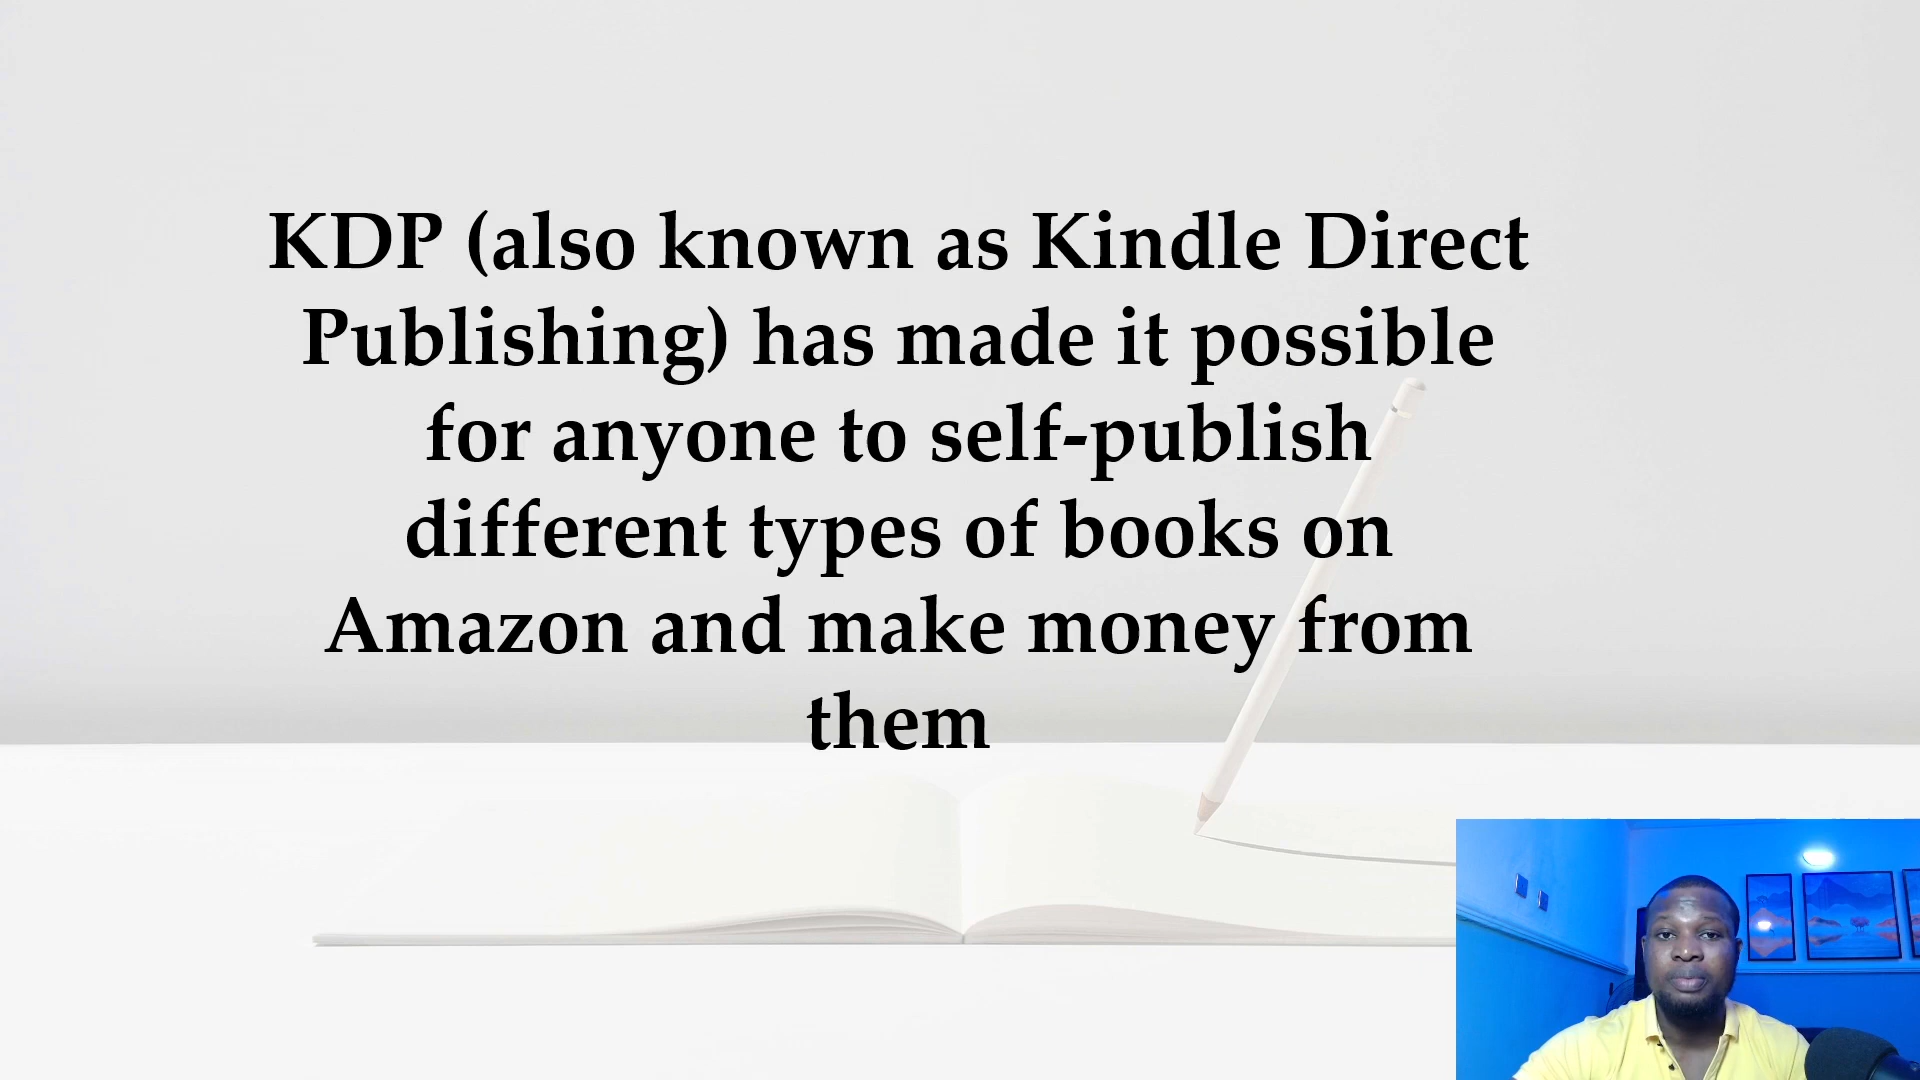 KDP (also known as Kindle Direct
Publishing) has made it possible
for anyone to self-publish
different types of books on
Amazon and make money from
them